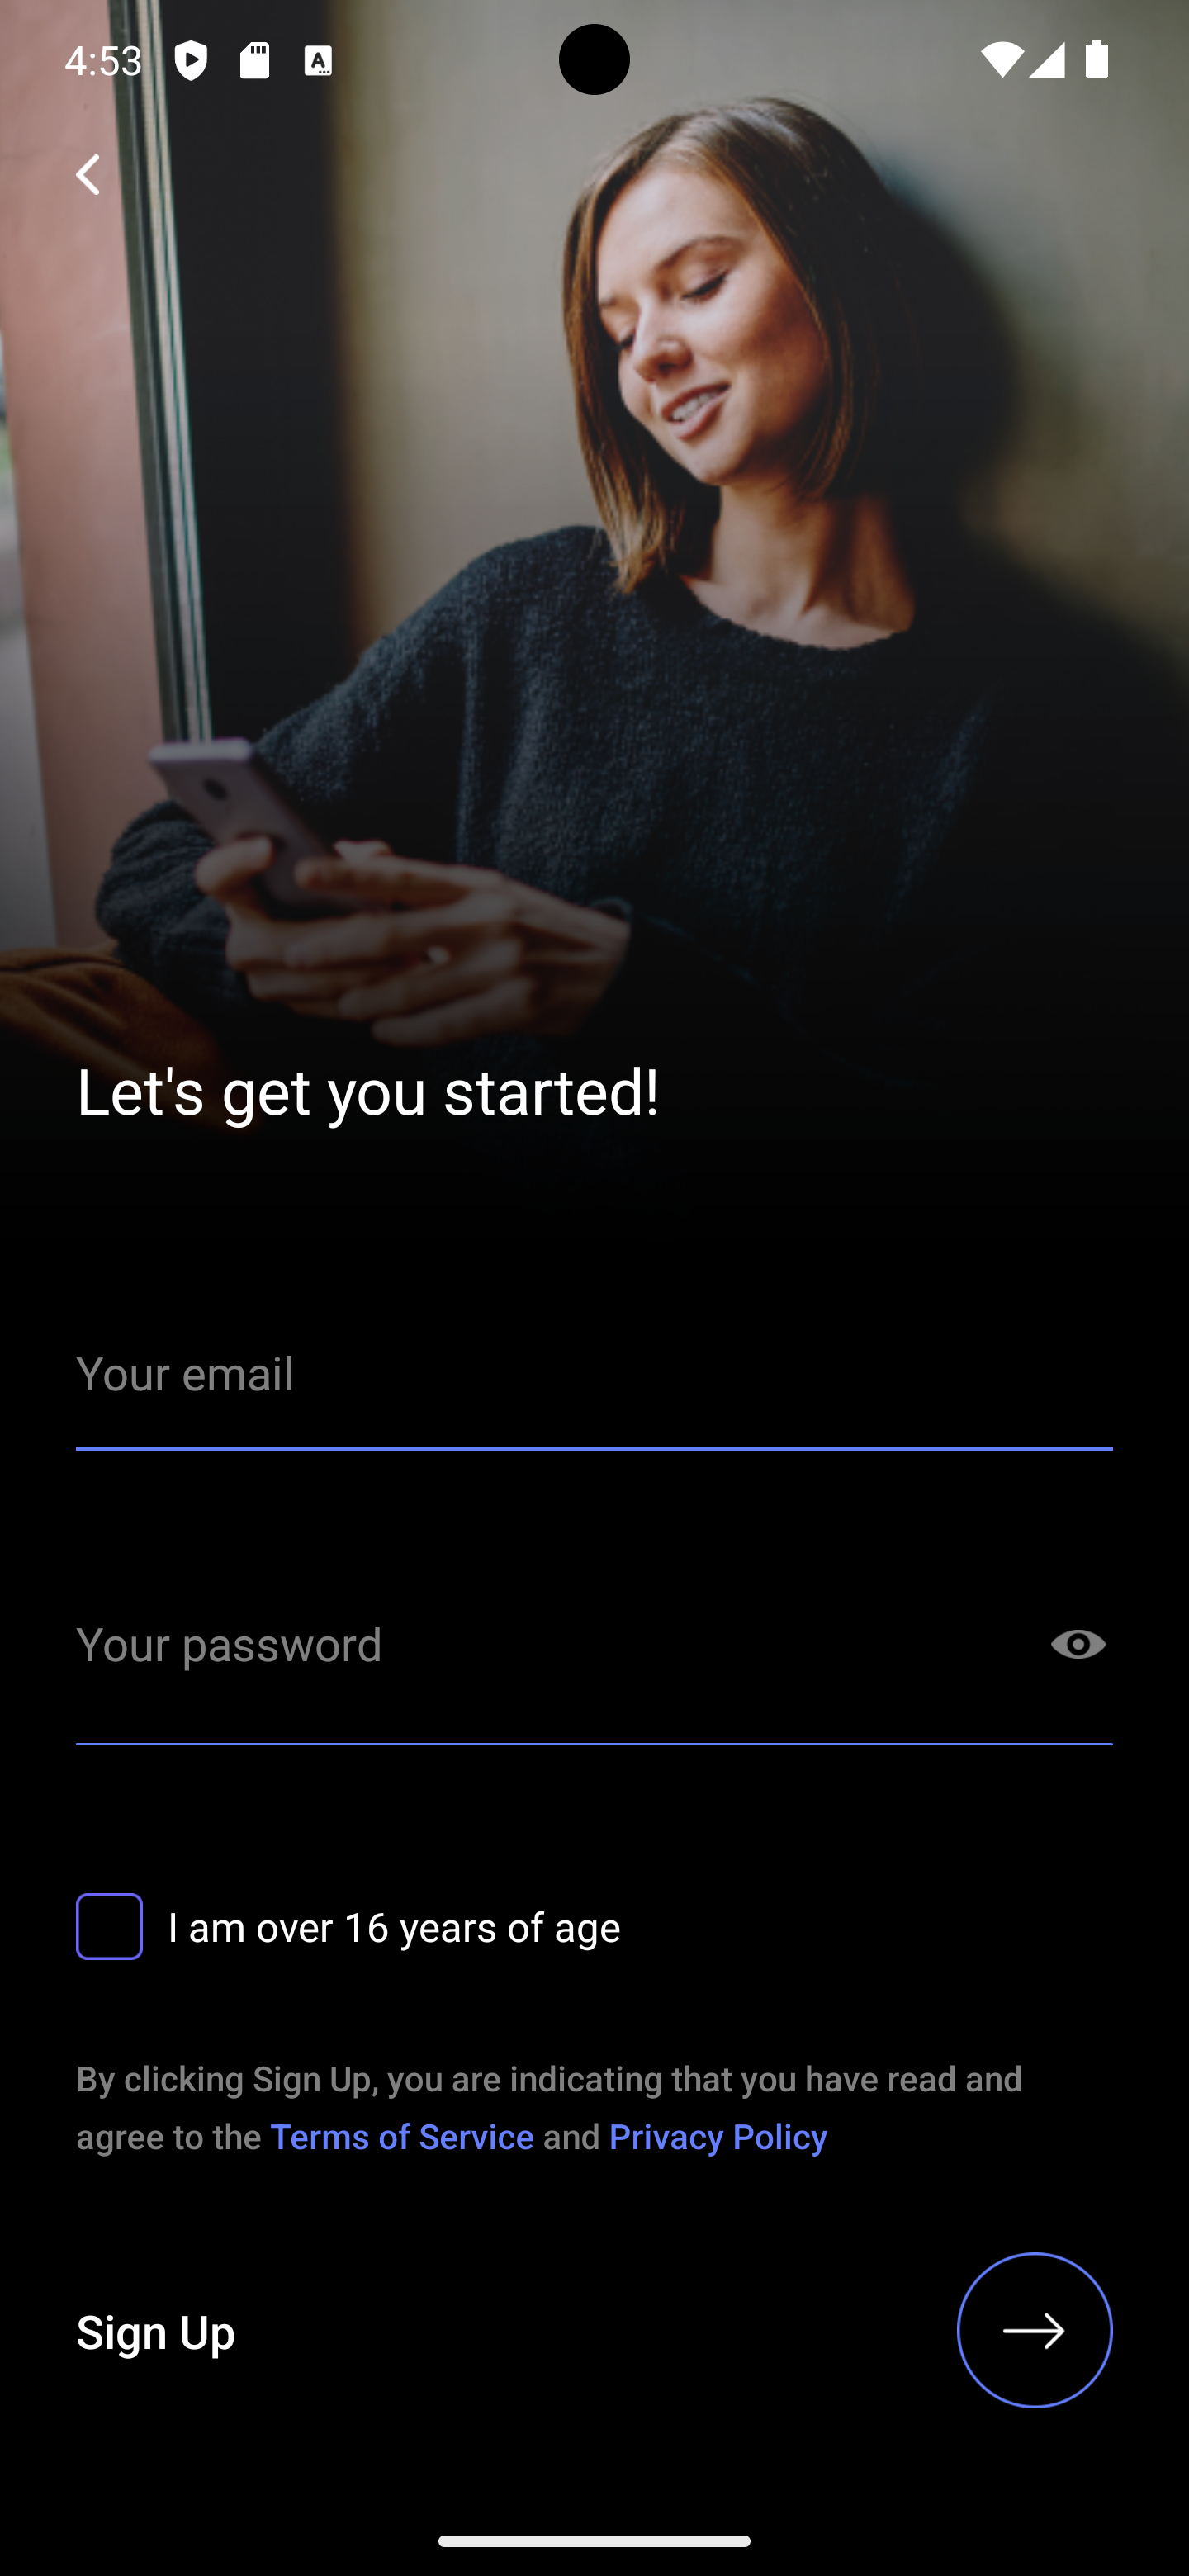 4:53
Let's get you started!
Your email
Your password
I am over 16 years of age
By clicking Sign Up, you are indicating that you have read and
agree to the Terms of Service and Privacy Policy
Sign Up